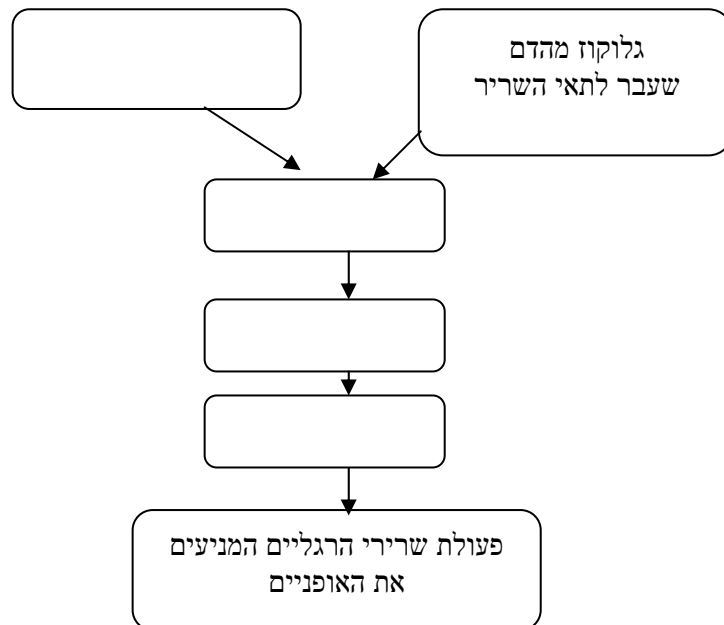 גלוקוז מהדם
שעבר לתאי השריר
פעולת שרירי הרגליים המניעים
את האופניים